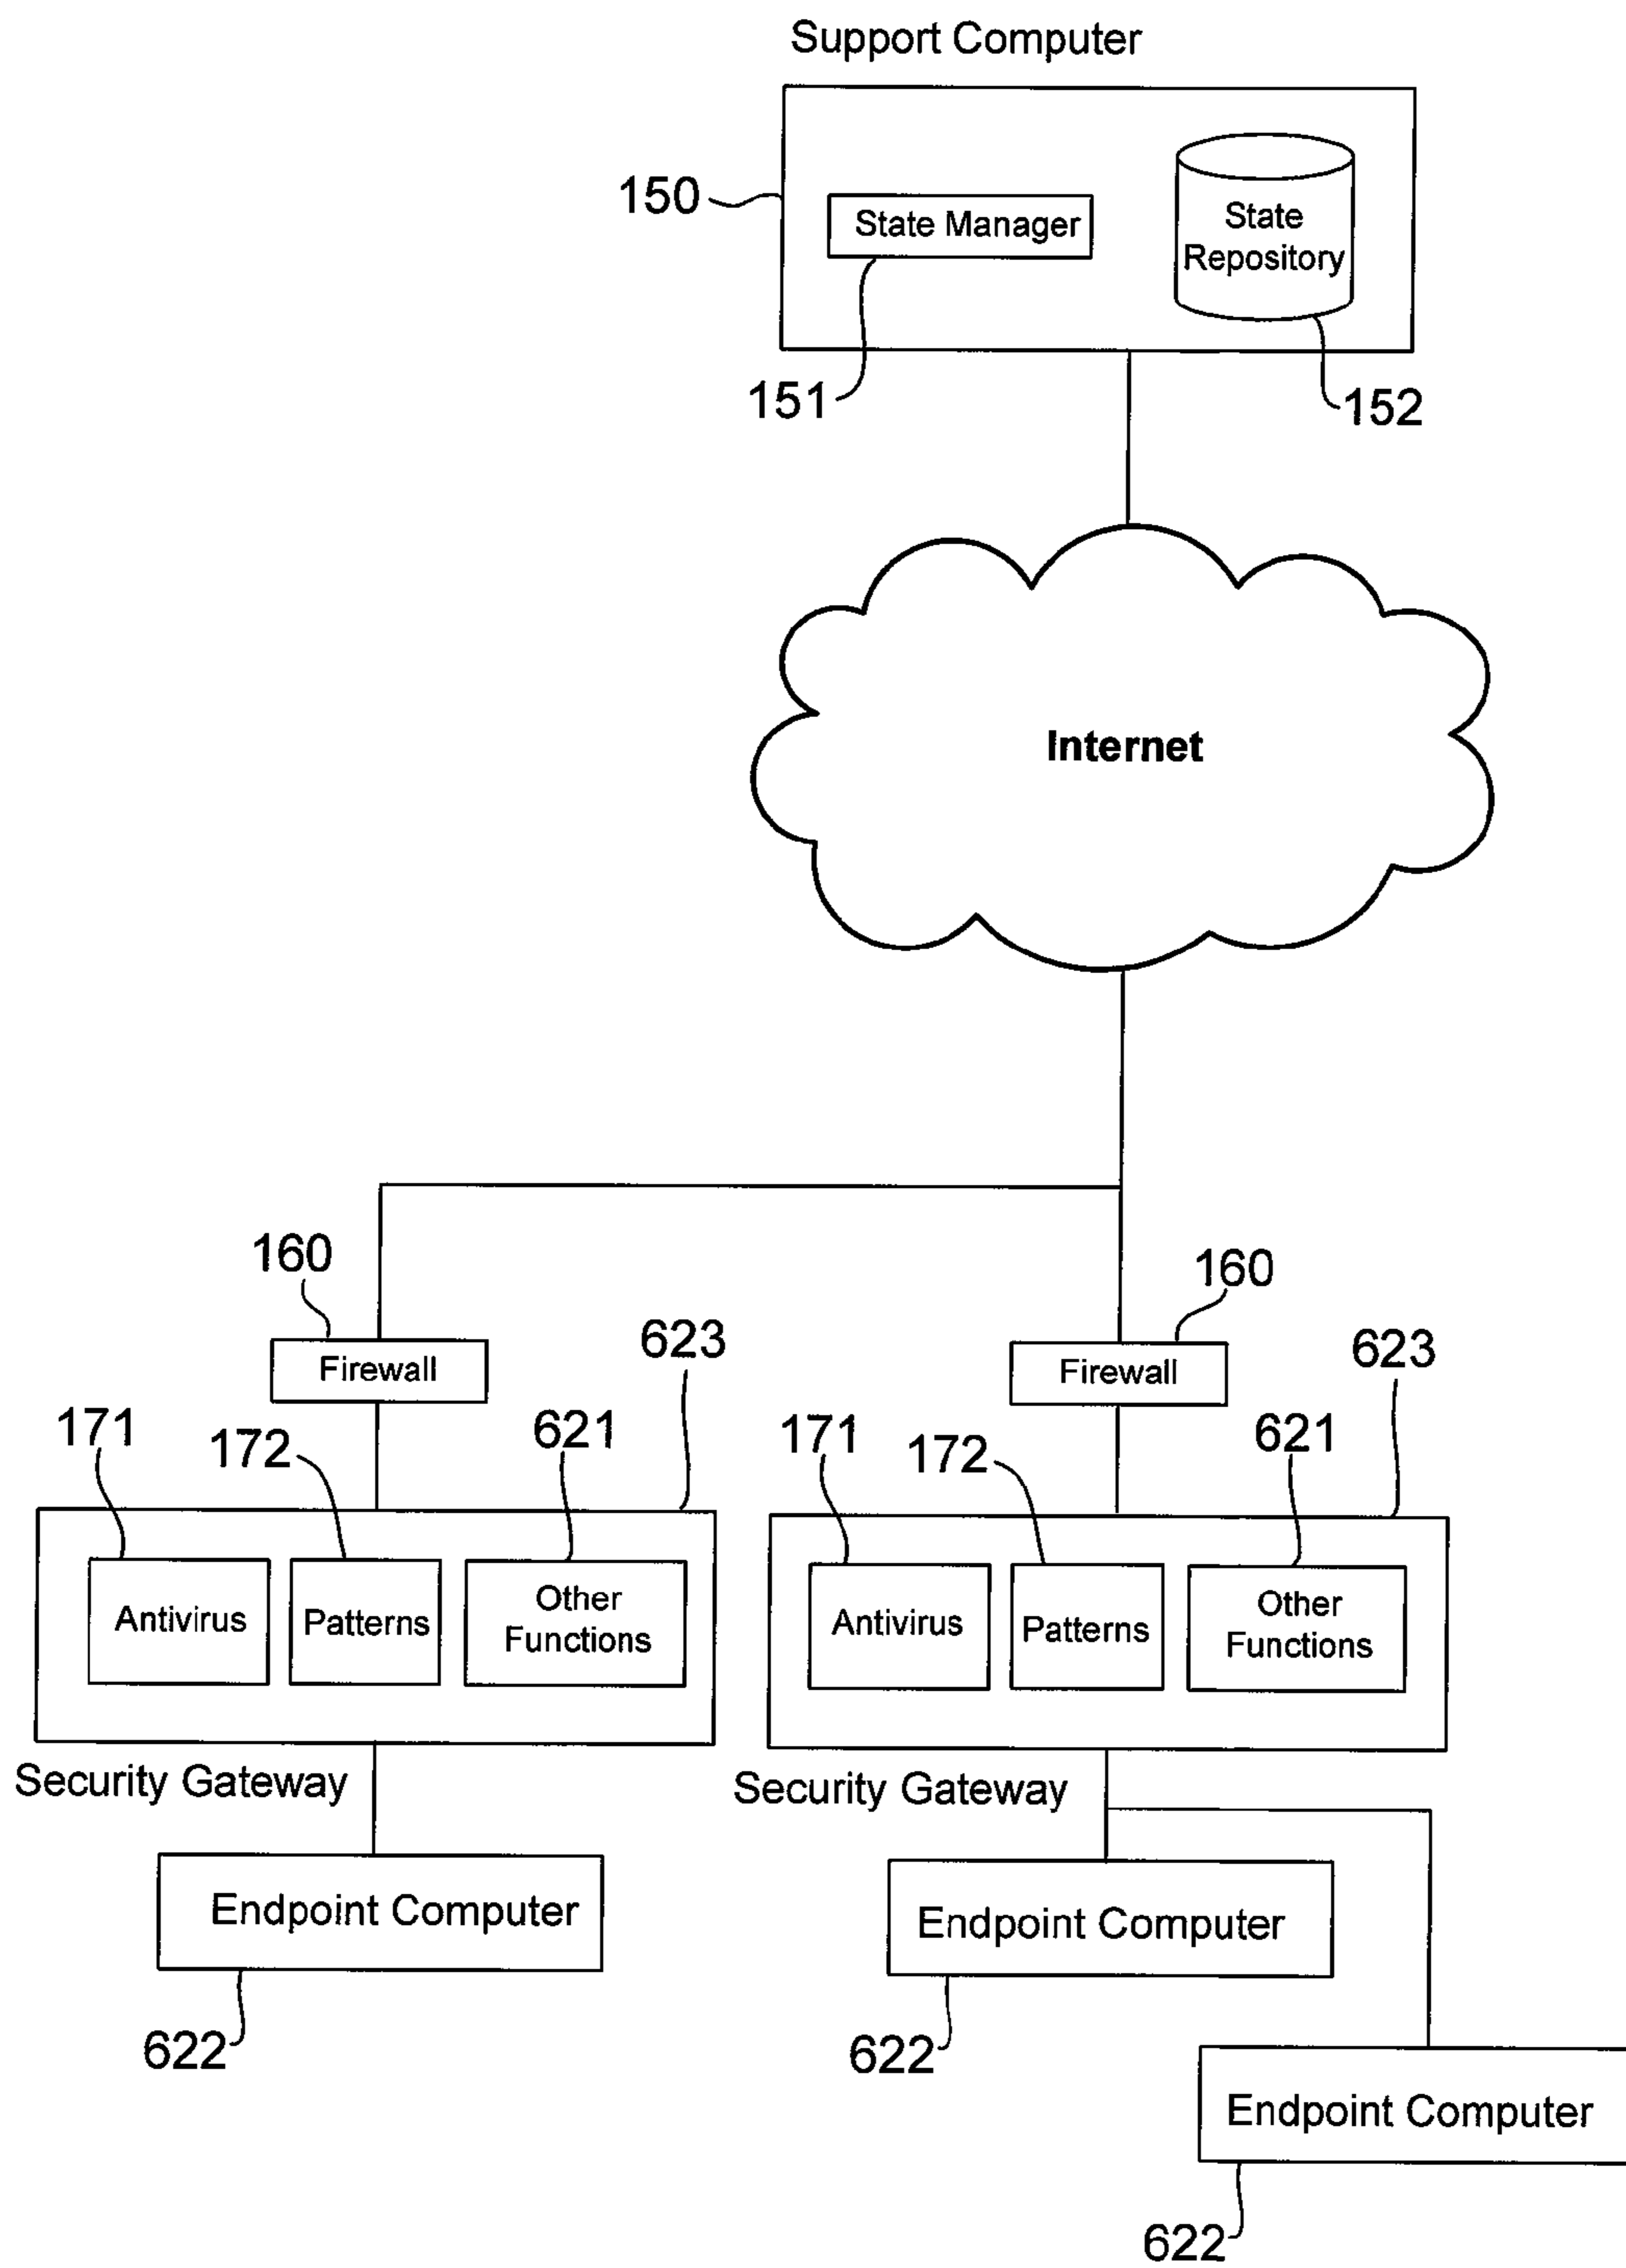 Support Computer
150
State Manager
State
Repository
151
152
Internet
160
160
623
623
Firewall
Firewall
171
172
621
171
172
621
Antivirus
Patterns
Other
Functions
Antivirus
Patterns
Other
Functions
Security Gateway
Security Gateway
Endpoint Computer
Endpoint Computer
622
622
Endpoint Computer
622